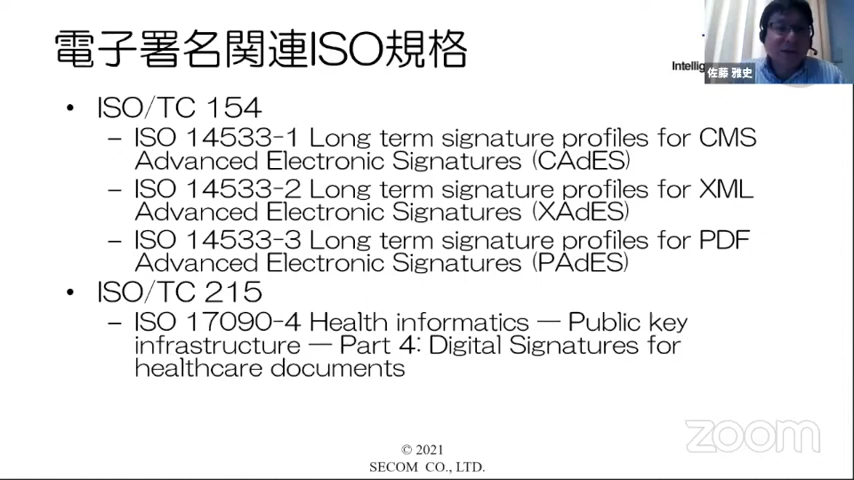 電子署名関連ISO規格
Intellig
佐藤 雅史
• ISO/TC 154
– ISO 14533-1 Long term signature profiles for CMS
Advanced Electronic Signatures (CAdES)
– ISO 14533-2 Long term signature profiles for XML
Advanced Electronic Signatures (XAdES)
– ISO 14533-3 Long term signature profiles for PDF
Advanced Electronic Signatures (PAdES)
• ISO/TC 215
– ISO 17090-4 Health informatics — Public key
infrastructure — Part 4: Digital Signatures for
healthcare documents
zoom
© 2021
SECOM CO., LTD.